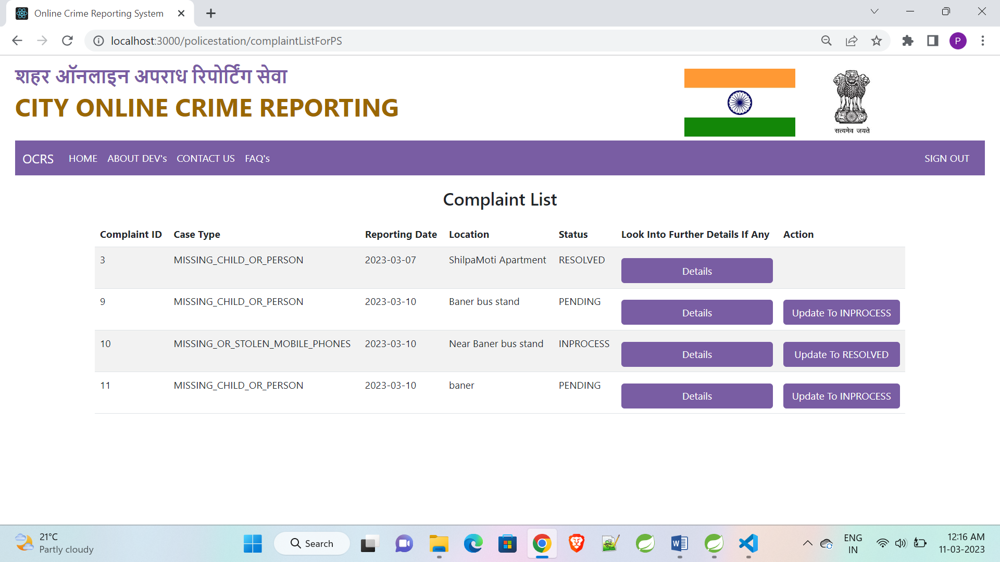 Online Crime Reporting System
localhost:3000/policestation/complaintListForPS
P
शहर ऑनलाइन अपराध रिपोर्टिंग सेवा
CITY ONLINE CRIME REPORTING
सत्यमेव जयते
OCRS HOME ABOUT DEV's CONTACT US FAQ's SIGN OUT
Complaint List
Complaint ID Case Type Reporting Date Location Status Look Into Further Details If Any Action
3 MISSING_CHILD_OR_PERSON 2023-03-07 ShilpaMoti Apartment RESOLVED Details
9 MISSING_CHILD_OR_PERSON 2023-03-10 Baner bus stand PENDING Details Update To INPROCESS
10 MISSING_OR_STOLEN_MOBILE_PHONES 2023-03-10 Near Baner bus stand INPROCESS Details Update To RESOLVED
11 MISSING_CHILD_OR_PERSON 2023-03-10 baner PENDING Details Update To INPROCESS
21°C
Partly cloudy
Search
ENG
IN
12:16 AM
11-03-2023